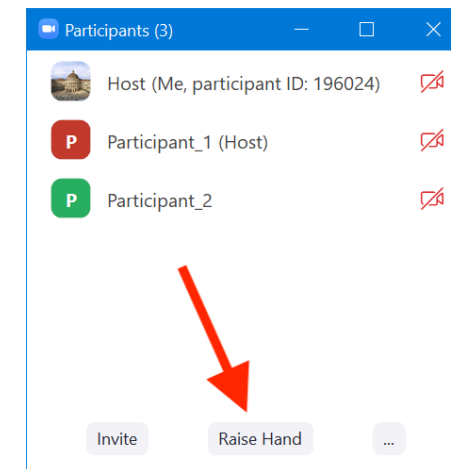 Participants (3)
Host (Me, participant ID: 196024)
P Participant_1 (Host)
P Participant_2
Invite Raise Hand ...